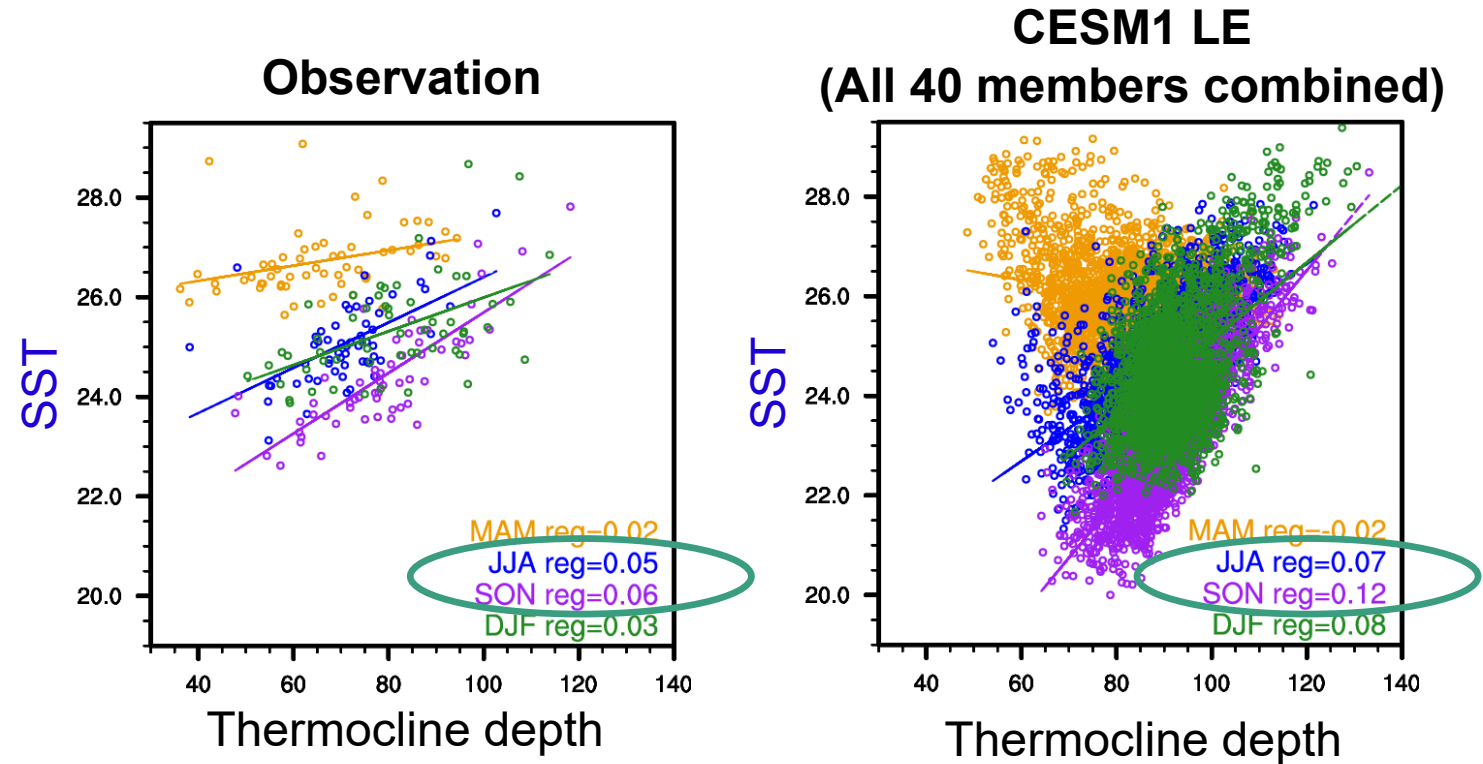 Observation
SST
28.0
26.0
24.0
22.0
20.0
MAM reg=0.02
JJA reg=0.05
SON reg=0.06
DJF reg=0.03
40 60 80 100 120 140
Thermocline depth
CESM1 LE
(All 40 members combined)
SST
28.0
26.0
24.0
22.0
20.0
MAM reg=-0.02
JJA reg=0.07
SON reg=0.12
DJF reg=0.08
40 60 80 100 120 140
Thermocline depth